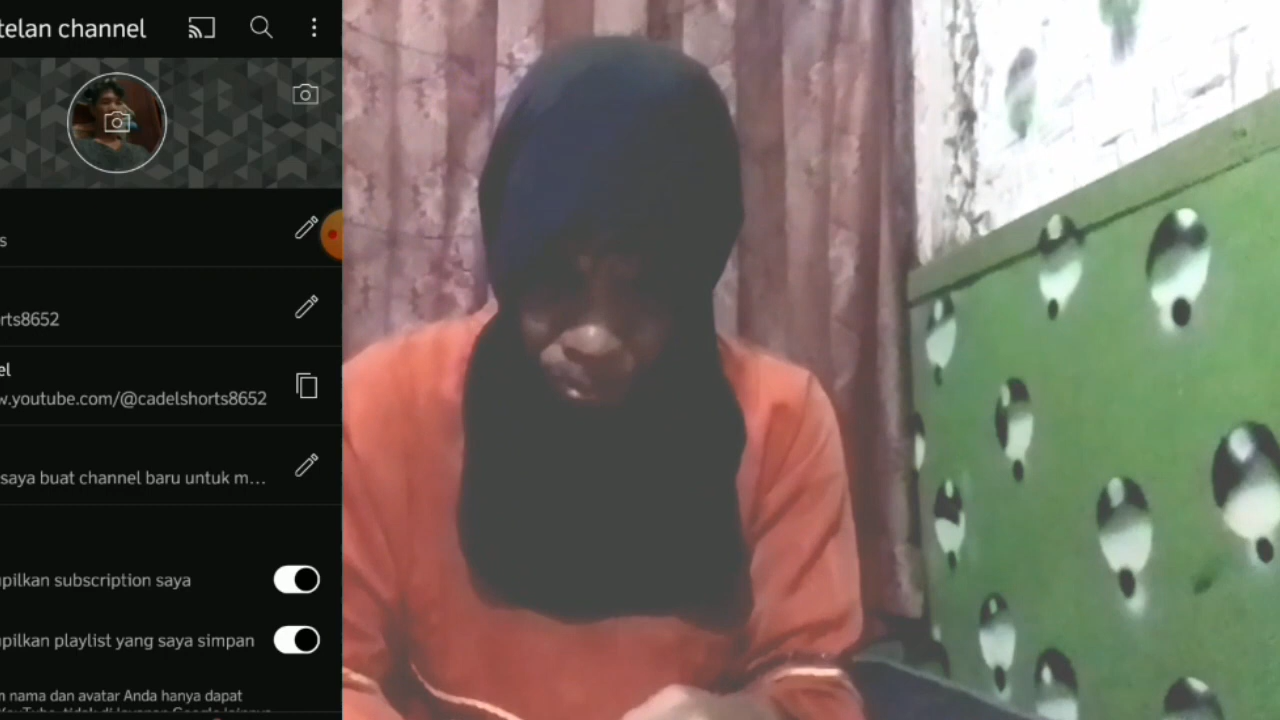 telan channel
s
rts8652
el
w.youtube.com/@cadelshorts8652
saya buat channel baru untuk m...
pilkan subscription saya
pilkan playlist yang saya simpan
n nama dan avatar Anda hanya dapat